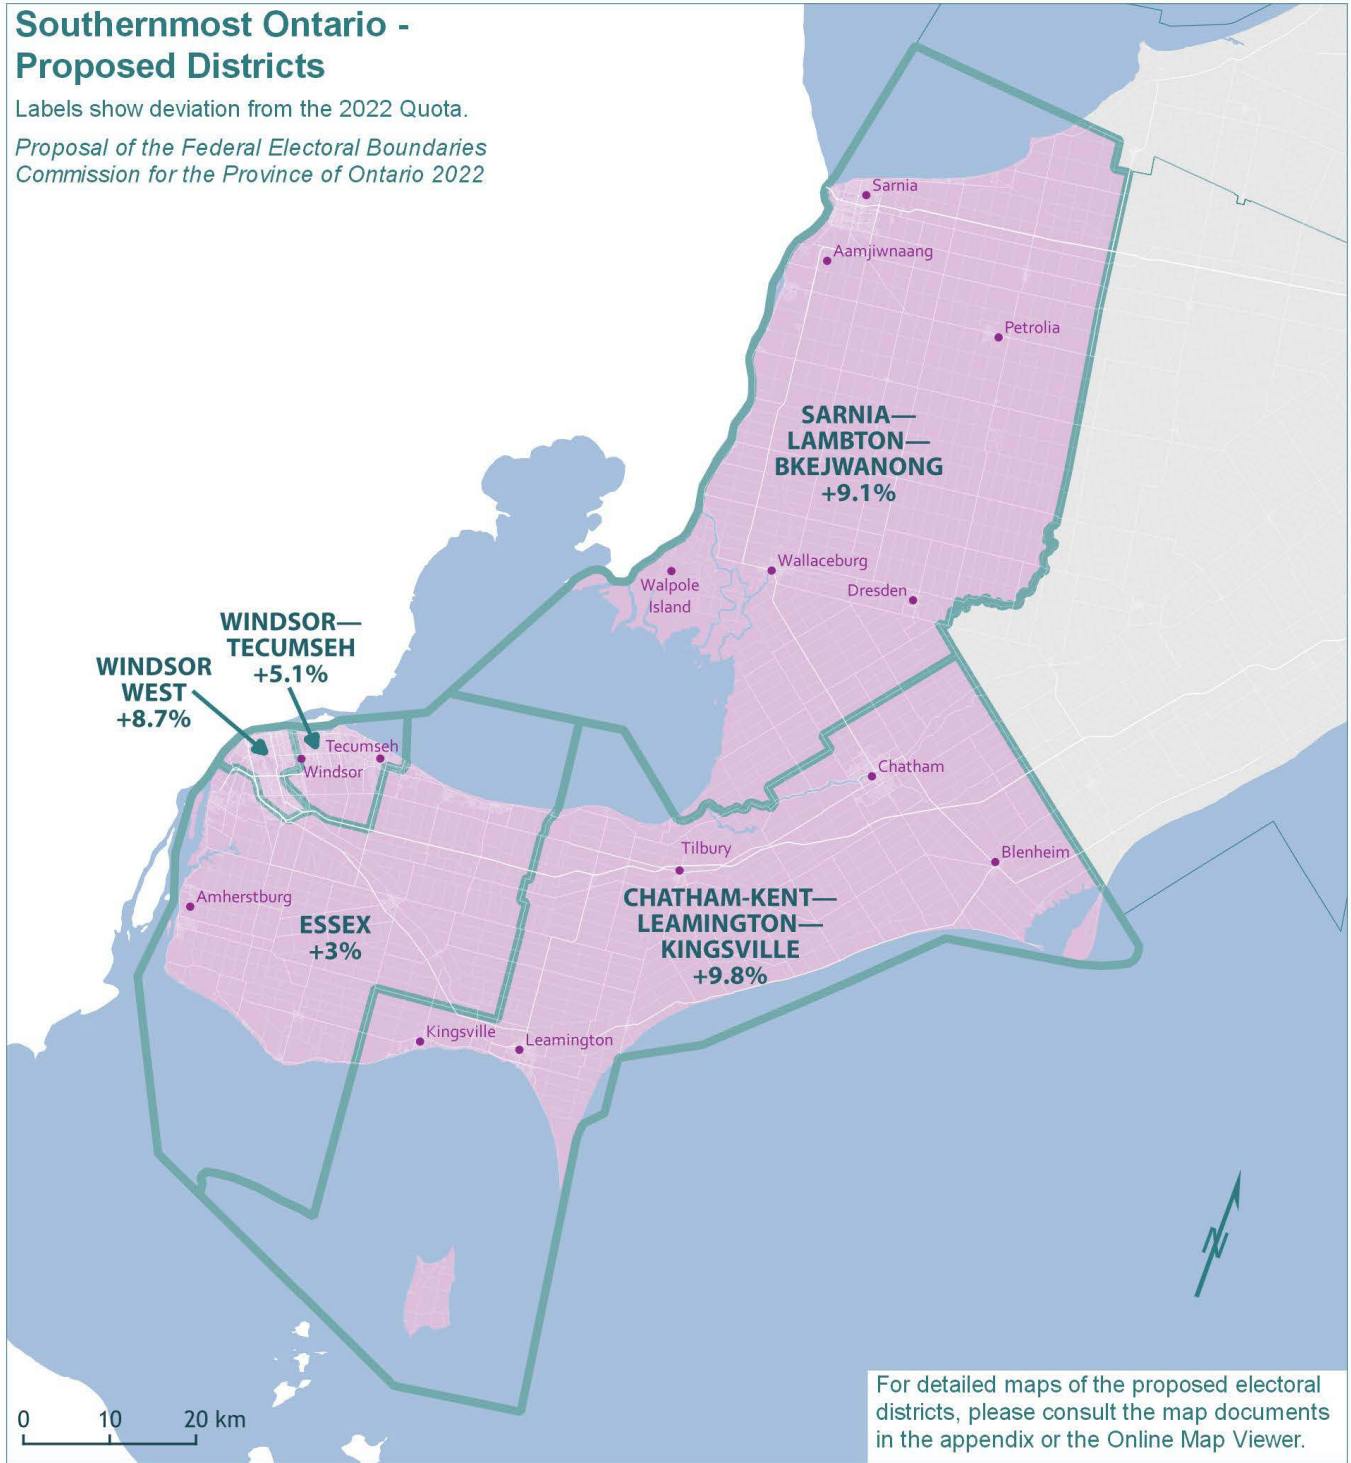 Southernmost Ontario -
Proposed Districts
Labels show deviation from the 2022 Quota.
Proposal of the Federal Electoral Boundaries
Commission for the Province of Ontario 2022
Sarnia
Aamjiwnaang
Petrolia
SARNIA—
LAMBTON—
BKEJWANONG
+9.1%
Wallaceburg
Walpole
Island
Dresden
WINDSOR—
TECUMSEH
+5.1%
WINDSOR
WEST
+8.7%
Tecumseh
Windsor
Chatham
Tilbury
Blenheim
Amherstburg
ESSEX
+3%
CHATHAM-KENT—
LEAMINGTON—
KINGSVILLE
+9.8%
Kingsville
Leamington
N
For detailed maps of the proposed electoral
districts, please consult the map documents
in the appendix or the Online Map Viewer.
0 10 20 km